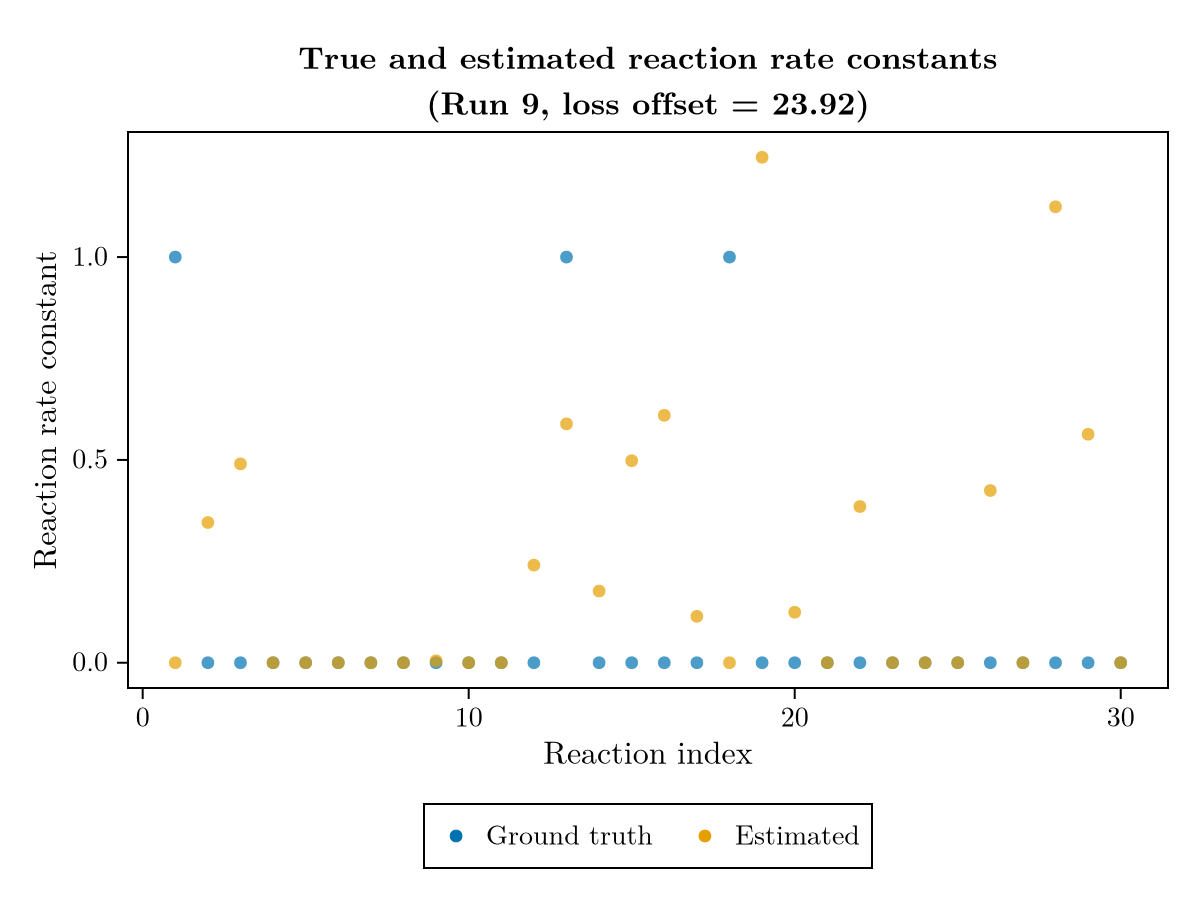 True and estimated reaction rate constants
(Run 9, loss offset = 23.92)
Reaction rate constant
1.0
0.5
0.0
0 10 20 30
Reaction index
Ground truth Estimated